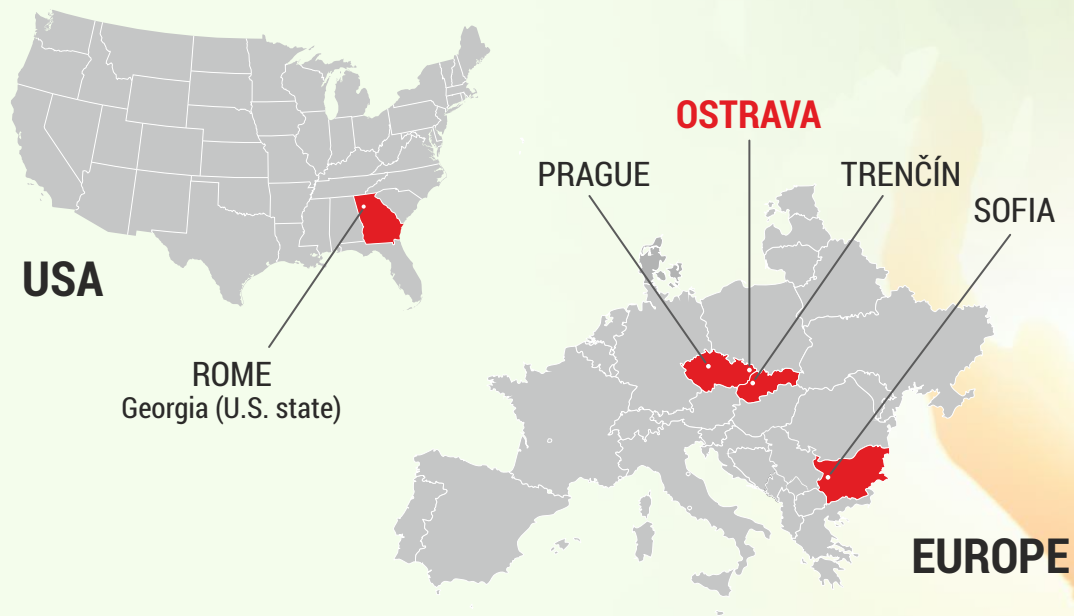 USA
ROME
Georgia (U.S. state)
OSTRAVA
PRAGUE
TRENČÍN
SOFIA
EUROPE